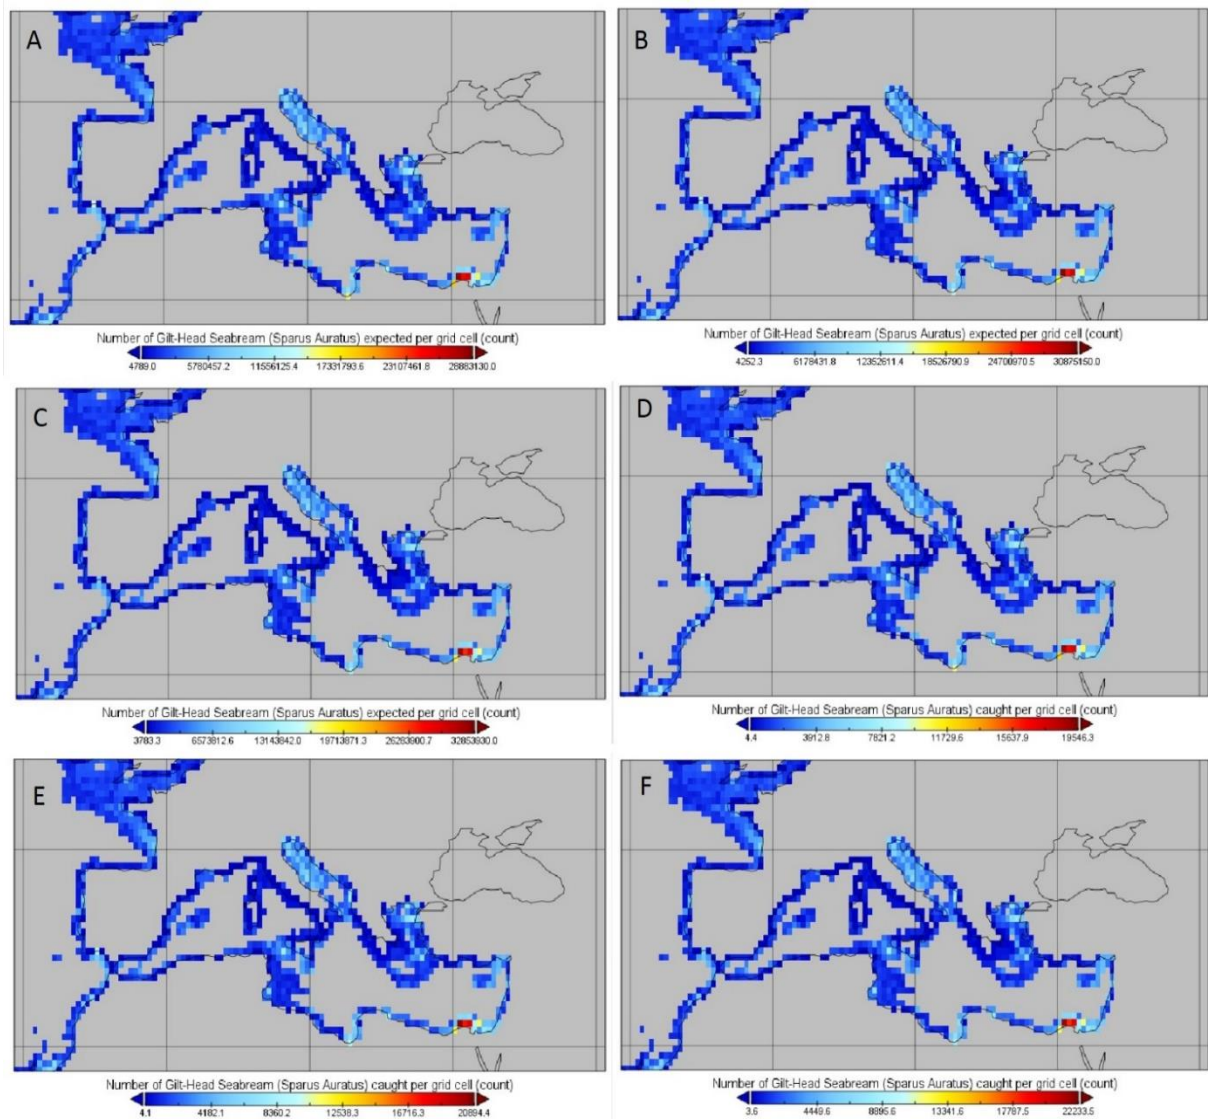 A
B
Number of Gilt-Head Seabream (Sparus Auratus) expected per grid cell (count)
4789.0 5780457.2 11556125.4 17331793.6 23107461.8 28883130.0
Number of Gilt-Head Seabream (Sparus Auratus) expected per grid cell (count)
4252.3 6178431.8 12352611.4 18526790.9 24700970.5 30875150.0
C
D
Number of Gilt-Head Seabream (Sparus Auratus) expected per grid cell (count)
3783.3 6573812.6 13143842.0 19713871.3 26283900.7 32853930.0
Number of Gilt-Head Seabream (Sparus Auratus) caught per grid cell (count)
4.4 3912.8 7821.2 11729.6 15637.9 19546.3
E
F
Number of Gilt-Head Seabream (Sparus Auratus) caught per grid cell (count)
4.1 4182.1 8360.2 12538.3 16716.3 20894.4
Number of Gilt-Head Seabream (Sparus Auratus) caught per grid cell (count)
3.6 4449.6 8895.6 13341.6 17787.5 22233.5